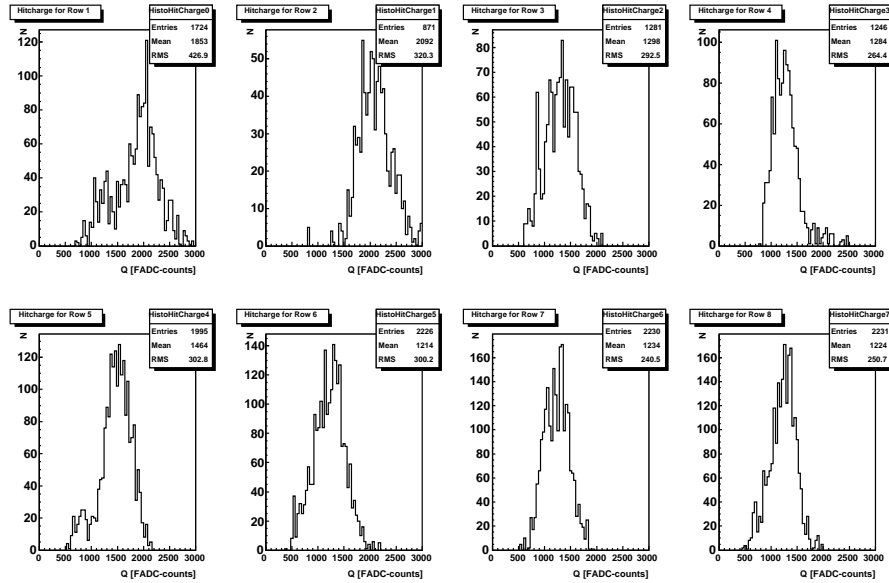 Hitcharge for Row 1
HistoHitCharge0
Entries 1724
Mean 1853
RMS 426.9
N
120
100
80
60
40
20
0
0 500 1000 1500 2000 2500 3000
Q [FADC-counts]
Hitcharge for Row 2
HistoHitCharge1
Entries 871
Mean 2092
RMS 320.3
N
50
40
30
20
10
0
0 500 1000 1500 2000 2500 3000
Q [FADC-counts]
Hitcharge for Row 3
HistoHitCharge2
Entries 1281
Mean 1298
RMS 292.5
N
80
70
60
50
40
30
20
10
0
0 500 1000 1500 2000 2500 3000
Q [FADC-counts]
Hitcharge for Row 4
HistoHitCharge3
Entries 1246
Mean 1284
RMS 264.4
N
100
80
60
40
20
0
0 500 1000 1500 2000 2500 3000
Q [FADC-counts]
Hitcharge for Row 5
HistoHitCharge4
Entries 1995
Mean 1464
RMS 302.8
N
120
100
80
60
40
20
0
0 500 1000 1500 2000 2500 3000
Q [FADC-counts]
Hitcharge for Row 6
HistoHitCharge5
Entries 2226
Mean 1214
RMS 300.2
N
140
120
100
80
60
40
20
0
0 500 1000 1500 2000 2500 3000
Q [FADC-counts]
Hitcharge for Row 7
HistoHitCharge6
Entries 2230
Mean 1234
RMS 240.5
N
160
140
120
100
80
60
40
20
0
0 500 1000 1500 2000 2500 3000
Q [FADC-counts]
Hitcharge for Row 8
HistoHitCharge7
Entries 2231
Mean 1224
RMS 250.7
N
160
140
120
100
80
60
40
20
0
0 500 1000 1500 2000 2500 3000
Q [FADC-counts]